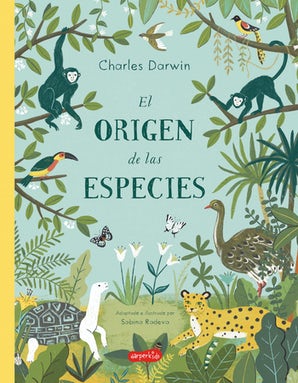 Charles Darwin
El
ORIGEN
de las
ESPECIES
Adaptado e ilustrado por
Sabina Radeva
HarperKids